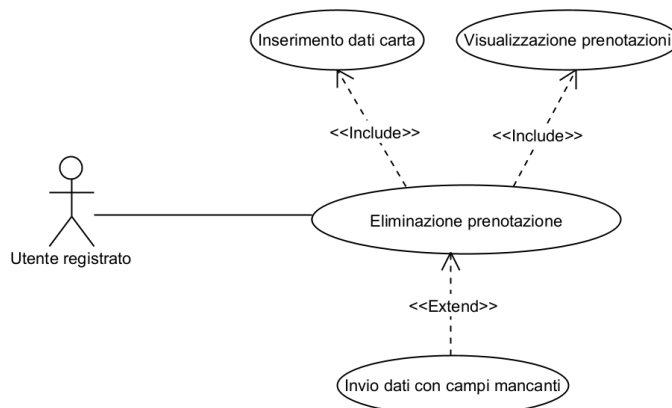 Inserimento dati carta
Visualizzazione prenotazioni
<<Include>>
<<Include>>
Eliminazione prenotazione
Utente registrato
<<Extend>>
Invio dati con campi mancanti